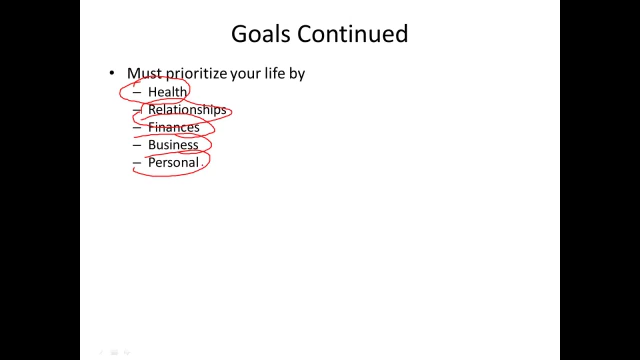 Goals Continued
• Must prioritize your life by
– Health
– Relationships
– Finances
– Business
– Personal